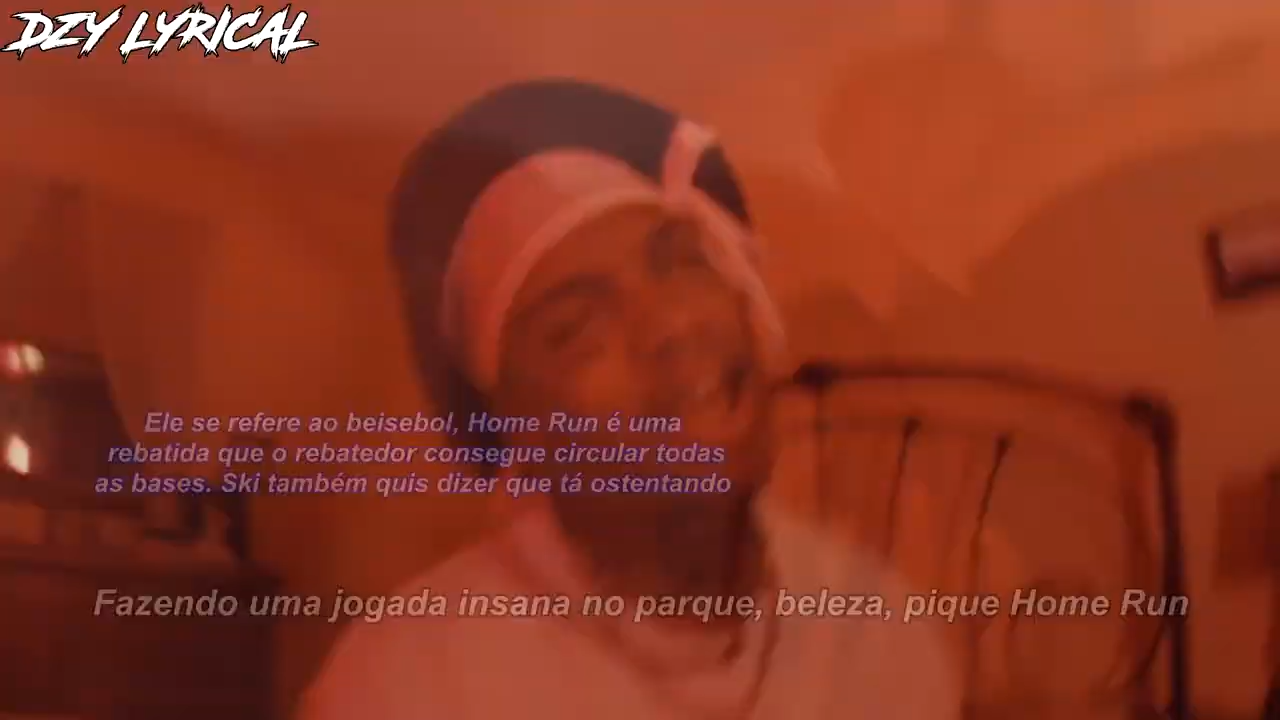 DZY LYRICAL
Ele se refere ao beisebol, Home Run é uma
rebatida que o rebatedor consegue circular todas
as bases. Ski também quis dizer que tá ostentando
Fazendo uma jogada insana no parque, beleza, pique Home Run